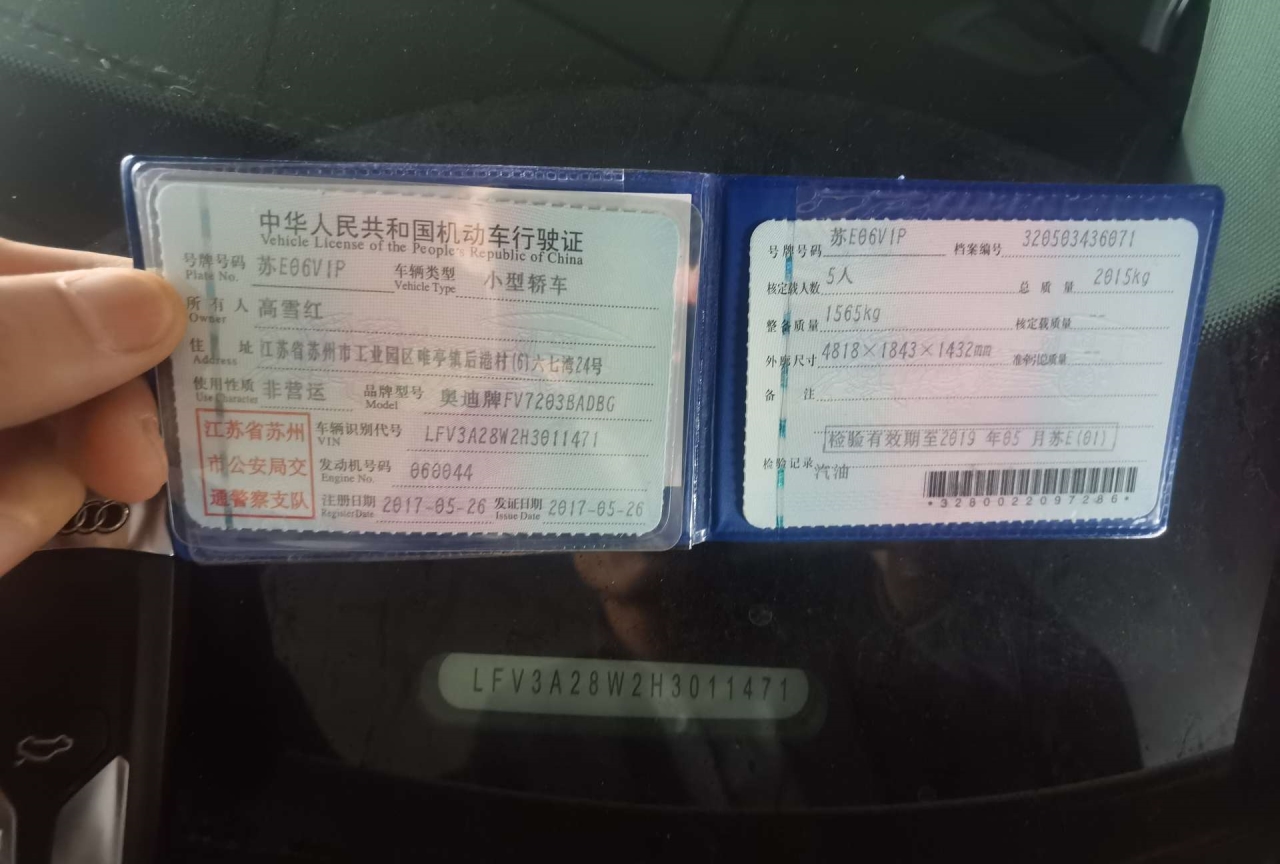 中华人民共和国机动车行驶证
Vehicle License of the People's Republic of China
号牌号码 苏E06V1P 车辆类型 小型轿车
Plate No. Vehicle Type
所有人 高雪红
Owner
住址 江苏省苏州市工业园区唯亭镇后港村(6)六七湾24号
Address
使用性质 非营运 品牌型号 奥迪牌FV7203BADBG
Use Character Model
江苏省苏州
市公安局交
通警察支队
车辆识别代号 LFV3A28W2H3011471
VIN
发动机号码 060044
Engine No.
注册日期 2017-05-26 发证日期 2017-05-26
Register Date Issue Date
号牌号码 苏E06V1P 档案编号 320503436071
核定载人数 5人 总质量 2015kg
整备质量 1565kg 核定载质量 --
外廓尺寸 4818×1843×1432mm 准牵引总质量 --
备注
检验有效期至2019年05月苏E(01)
检验记录 汽油
*3280022097286*
LFV3A28W2H3011471